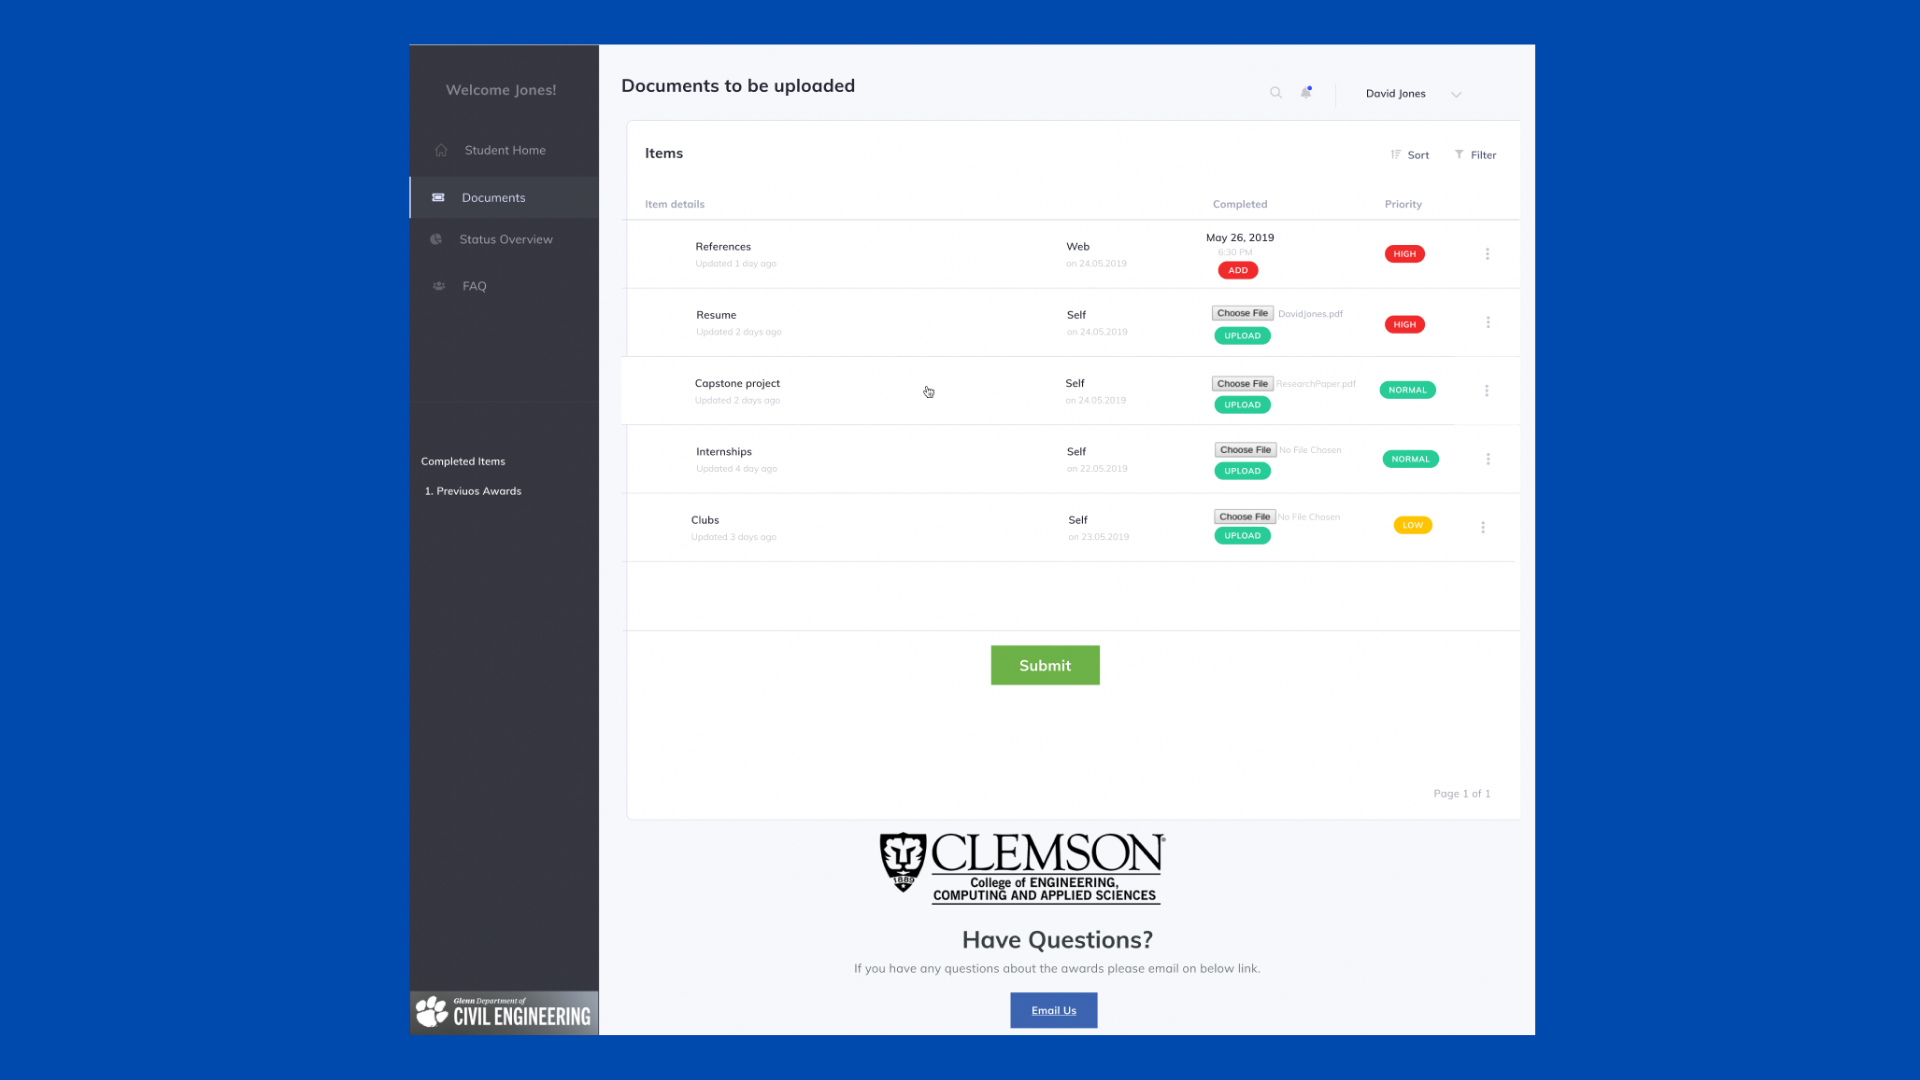 Welcome Jones!
Student Home
Documents
Status Overview
FAQ
Completed Items
1. Previuos Awards
Glenn Department of
CIVIL ENGINEERING
Documents to be uploaded
David Jones
Items
Sort
Filter
Item details
Completed
Priority
References
Updated 1 day ago
Web
on 24.05.2019
May 26, 2019
6:30 PM
ADD
HIGH
Resume
Updated 2 days ago
Self
on 24.05.2019
Choose File
DavidJones.pdf
UPLOAD
HIGH
Capstone project
Updated 2 days ago
Self
on 24.05.2019
Choose File
ResearchPaper.pdf
UPLOAD
NORMAL
Internships
Updated 4 day ago
Self
on 22.05.2019
Choose File
No File Chosen
UPLOAD
NORMAL
Clubs
Updated 3 days ago
Self
on 23.05.2019
Choose File
No File Chosen
UPLOAD
LOW
Submit
Page 1 of 1
1889
CLEMSON®
College of ENGINEERING,
COMPUTING AND APPLIED SCIENCES
Have Questions?
If you have any questions about the awards please email on below link.
Email Us